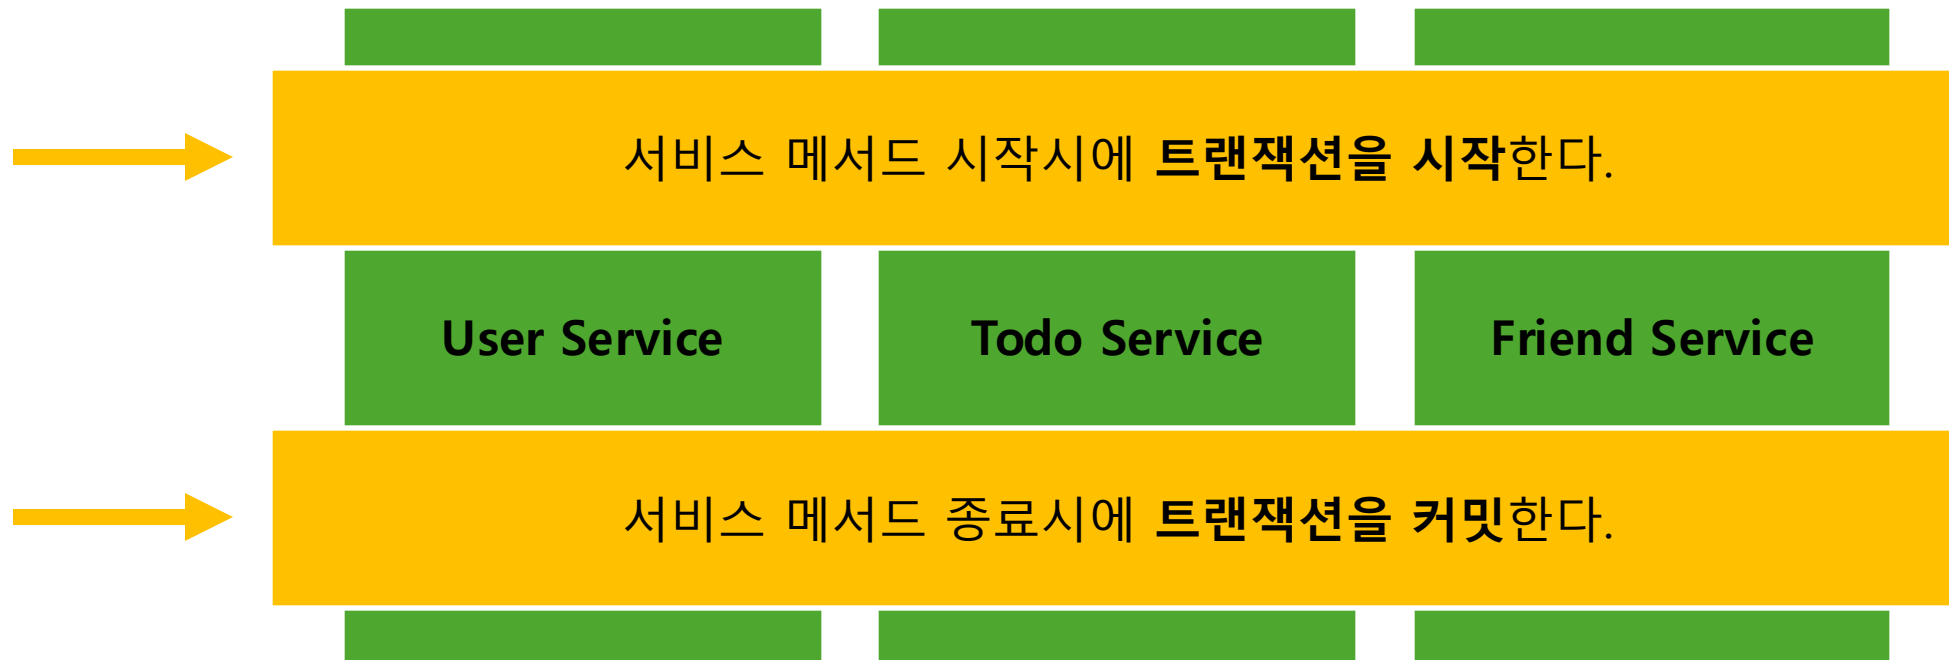 서비스 메서드 시작시에 트랜잭션을 시작한다.
User Service
Todo Service
Friend Service
서비스 메서드 종료시에 트랜잭션을 커밋한다.